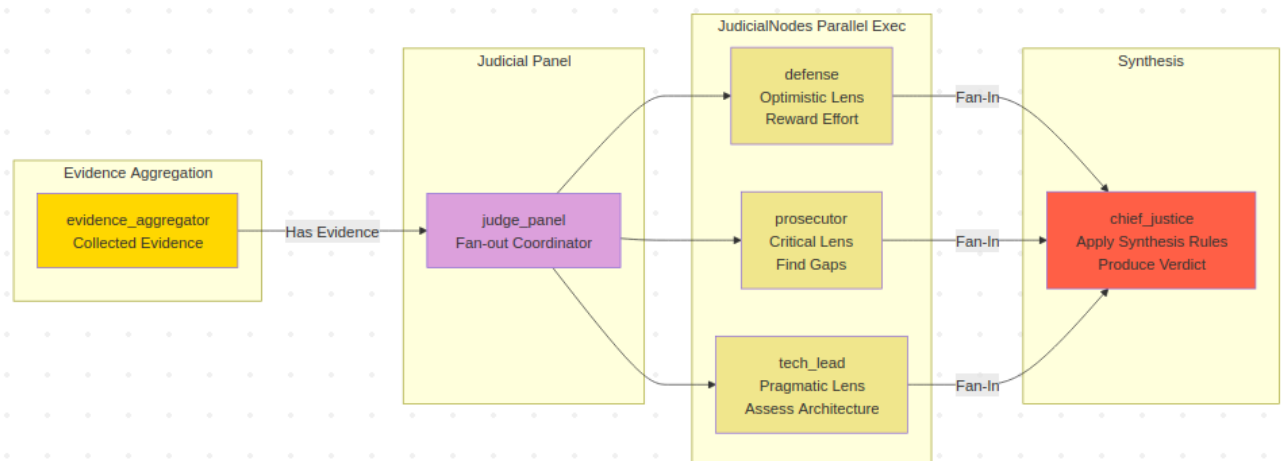 Evidence Aggregation
evidence_aggregator
Collected Evidence
Has Evidence
Judicial Panel
judge_panel
Fan-out Coordinator
JudicialNodes Parallel Exec
defense
Optimistic Lens
Reward Effort
prosecutor
Critical Lens
Find Gaps
tech_lead
Pragmatic Lens
Assess Architecture
Fan-In
Fan-In
Fan-In
Synthesis
chief_justice
Apply Synthesis Rules
Produce Verdict